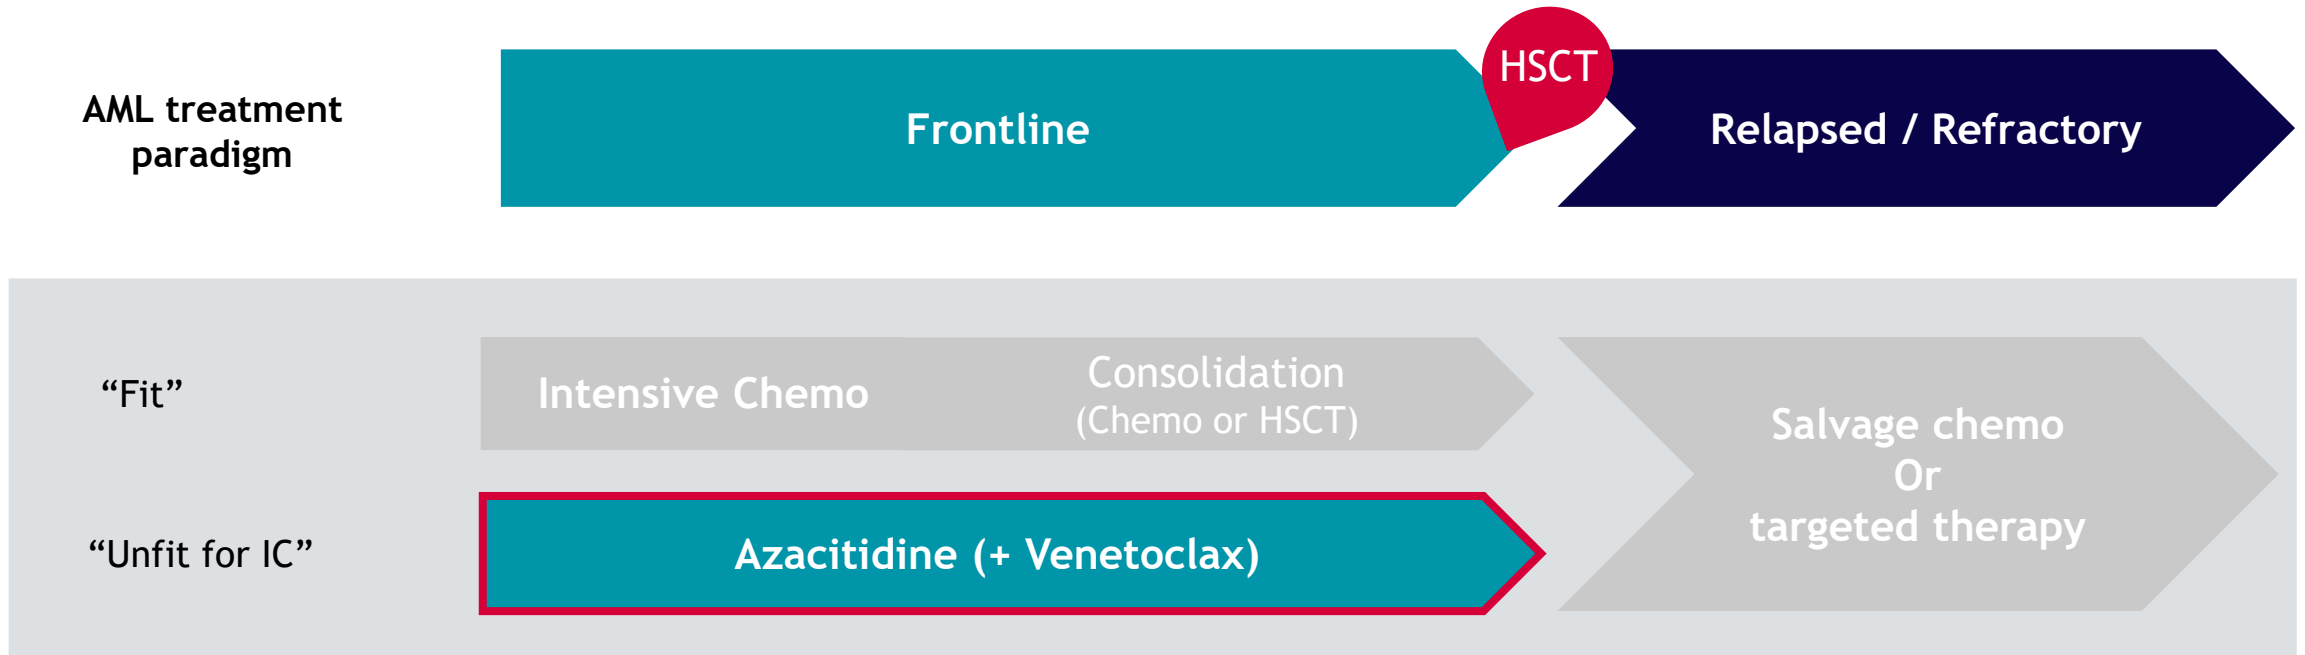 AML treatment
paradigm
Frontline
HSCT
Relapsed / Refractory
“Fit”
Intensive Chemo
Consolidation
(Chemo or HSCT)
Salvage chemo
Or
targeted therapy
“Unfit for IC”
Azacitidine (+ Venetoclax)